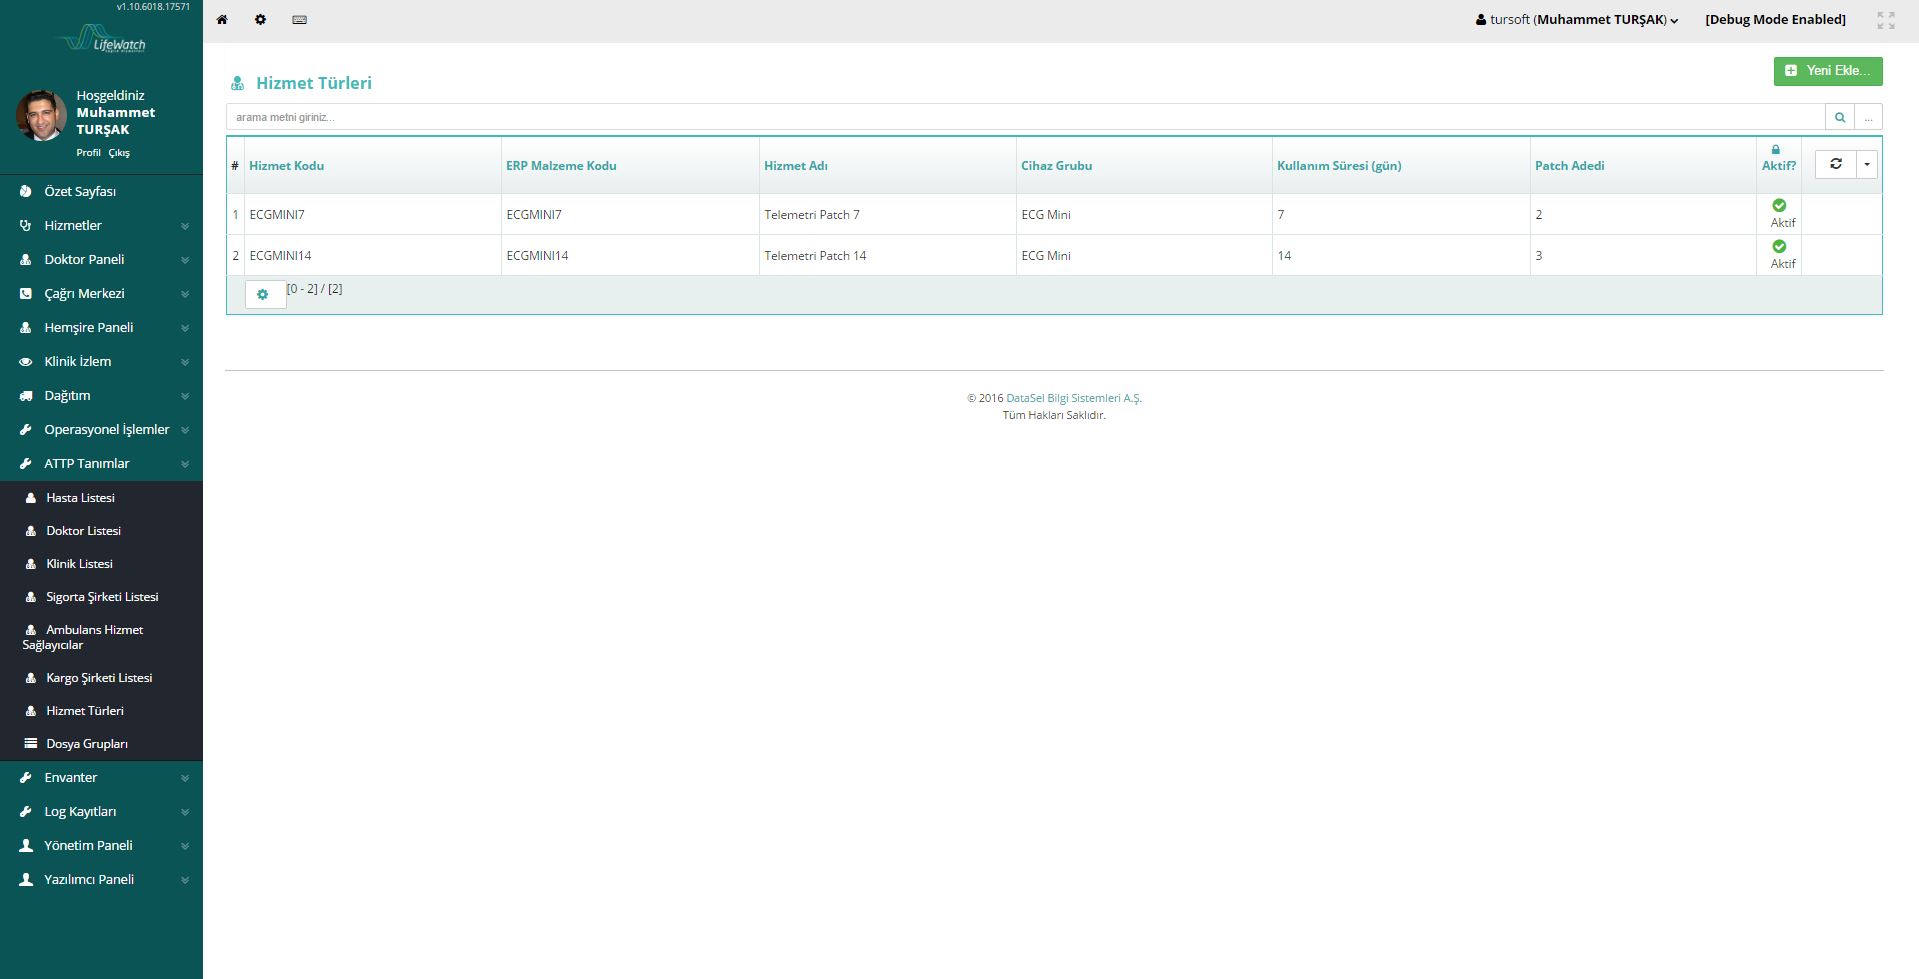 v1.10.6018.17571
LifeWatch
Hoşgeldiniz
Muhammet
TURŞAK
Profil Çıkış
Özet Sayfası
Hizmetler
Doktor Paneli
Çağrı Merkezi
Hemşire Paneli
Klinik İzlem
Dağıtım
Operasyonel İşlemler
ATTP Tanımlar
Hasta Listesi
Doktor Listesi
Klinik Listesi
Sigorta Şirketi Listesi
Ambulans Hizmet
Sağlayıcılar
Kargo Şirketi Listesi
Hizmet Türleri
Dosya Grupları
Envanter
Log Kayıtları
Yönetim Paneli
Yazılımcı Paneli
tursoft (Muhammet TURŞAK) [Debug Mode Enabled]
Hizmet Türleri
Yeni Ekle...
arama metni giriniz...
...
# Hizmet Kodu ERP Malzeme Kodu Hizmet Adı Cihaz Grubu Kullanım Süresi (gün) Patch Adedi Aktif?
1 ECGMINI7 ECGMINI7 Telemetri Patch 7 ECG Mini 7 2 Aktif
2 ECGMINI14 ECGMINI14 Telemetri Patch 14 ECG Mini 14 3 Aktif
[0 - 2] / [2]
© 2016 DataSel Bilgi Sistemleri A.Ş.
Tüm Hakları Saklıdır.